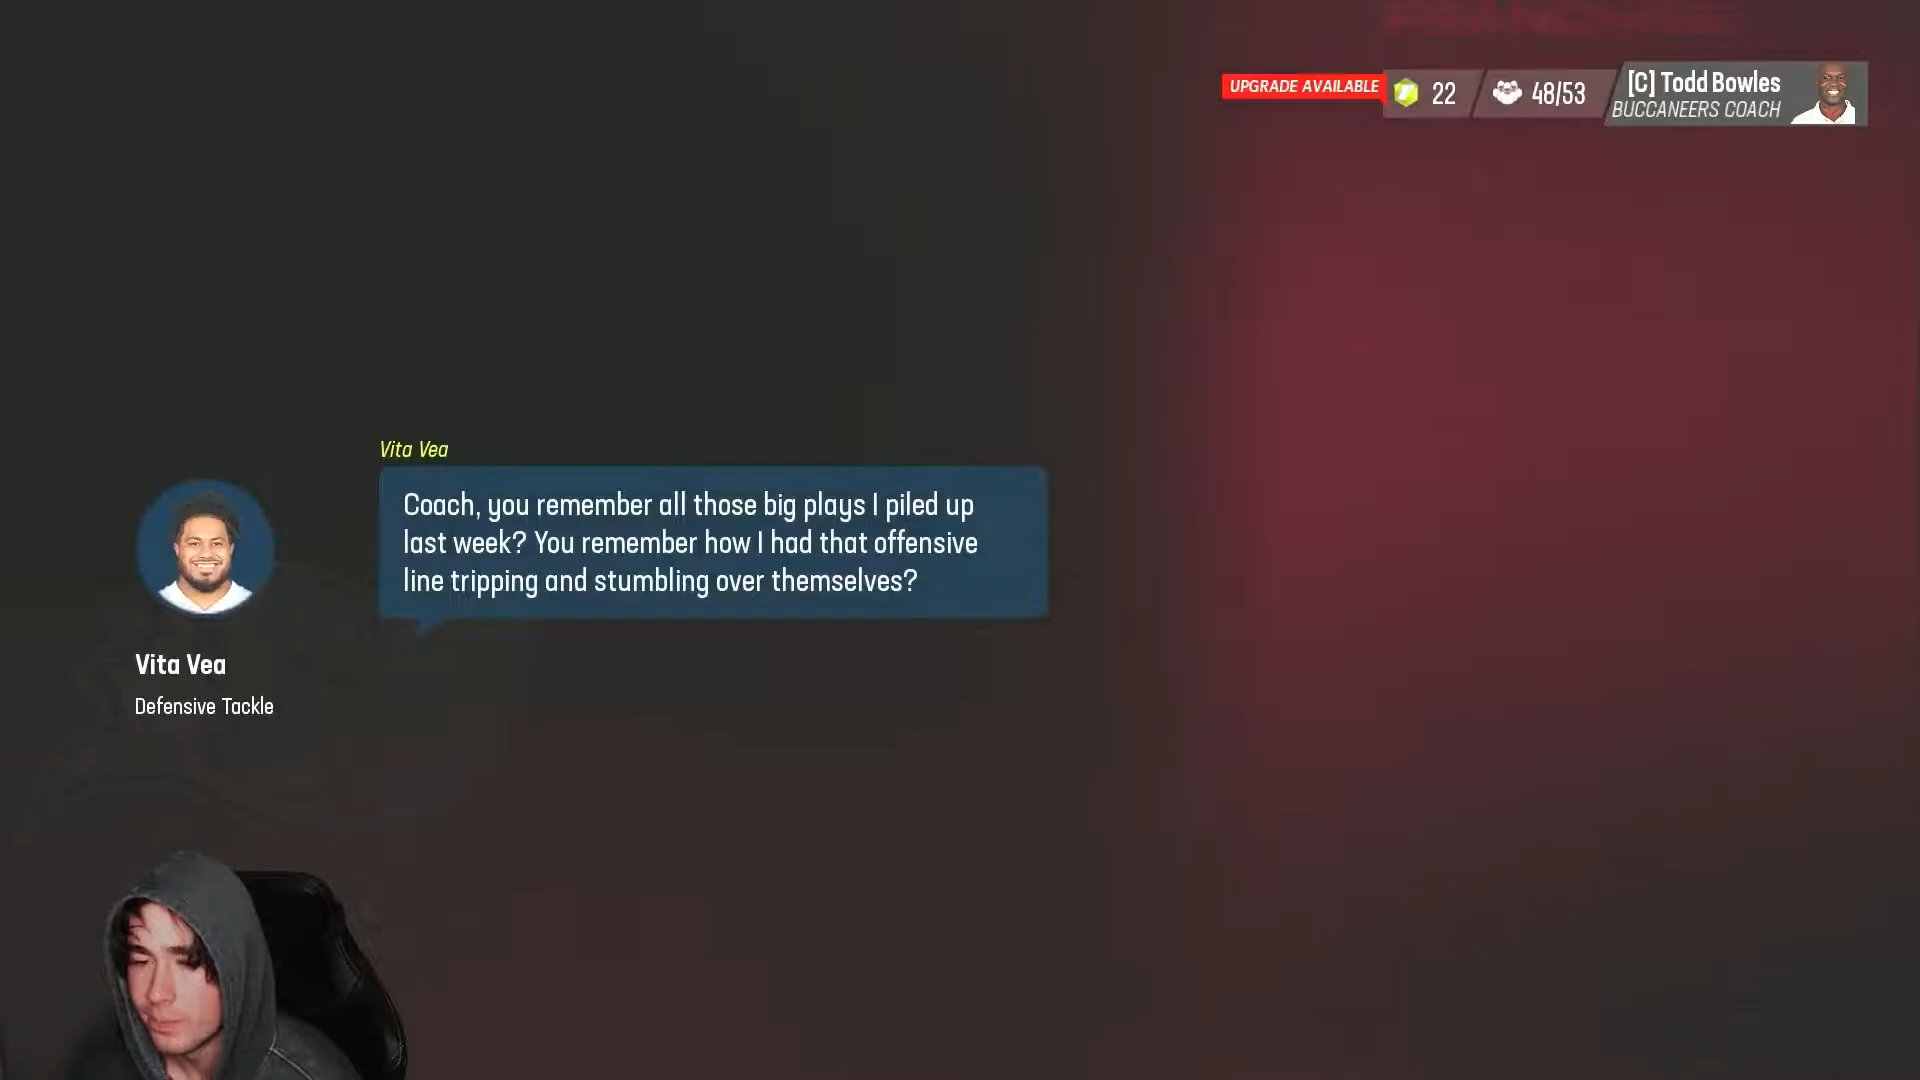 UPGRADE AVAILABLE
22
48/53
[C] Todd Bowles
BUCCANEERS COACH
Vita Vea
Coach, you remember all those big plays I piled up
last week? You remember how I had that offensive
line tripping and stumbling over themselves?
Vita Vea
Defensive Tackle